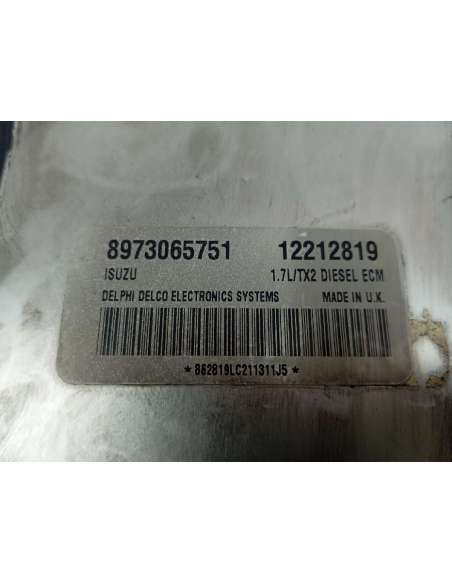 8973065751 12212819
ISUZU 1.7L/TX2 DIESEL ECM
DELPHI DELCO ELECTRONICS SYSTEMS MADE IN U.K.
*862819LC211311J5*